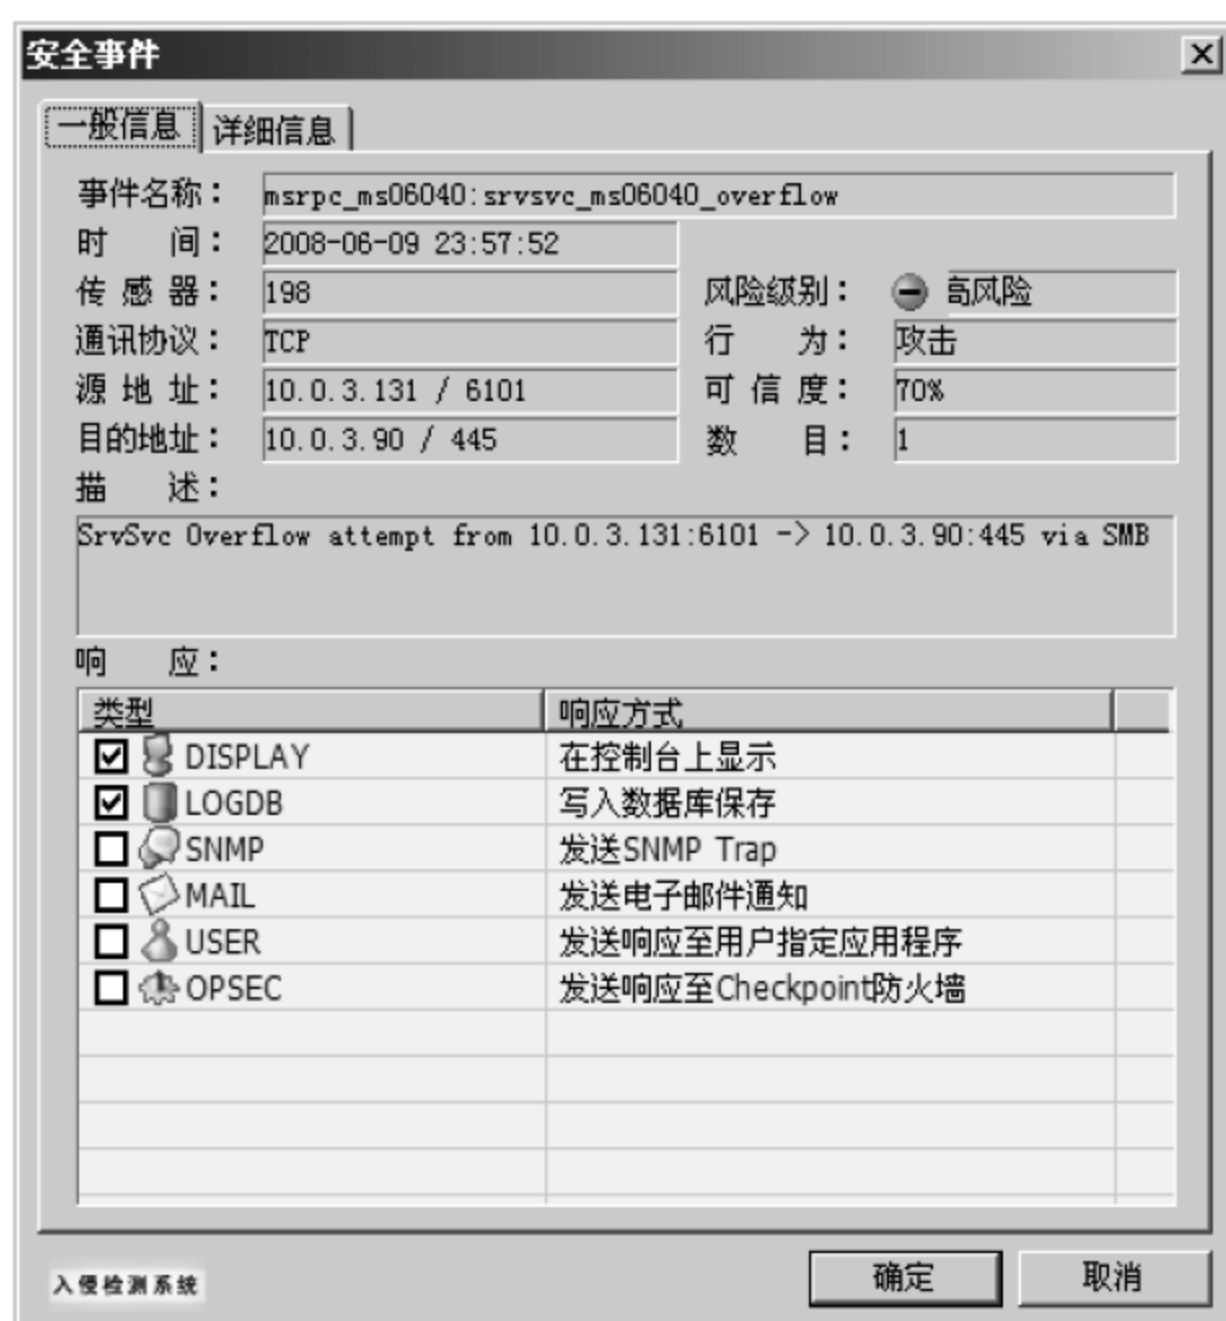 安全事件
一般信息 详细信息
事件名称： msrpc_ms06040:srvsvc_ms06040_overflow
时 间： 2008-06-09 23:57:52
传 感 器： 198 风险级别： 高风险
通讯协议： TCP 行 为： 攻击
源 地 址： 10.0.3.131 / 6101 可 信 度： 70%
目的地址： 10.0.3.90 / 445 数 目： 1
描 述：
SrvSvc Overflow attempt from 10.0.3.131:6101 -> 10.0.3.90:445 via SMB
响 应：
类型 响应方式
DISPLAY 在控制台上显示
LOGDB 写入数据库保存
SNMP 发送SNMP Trap
MAIL 发送电子邮件通知
USER 发送响应至用户指定应用程序
OPSEC 发送响应至Checkpoint防火墙
入侵检测系统 确定 取消